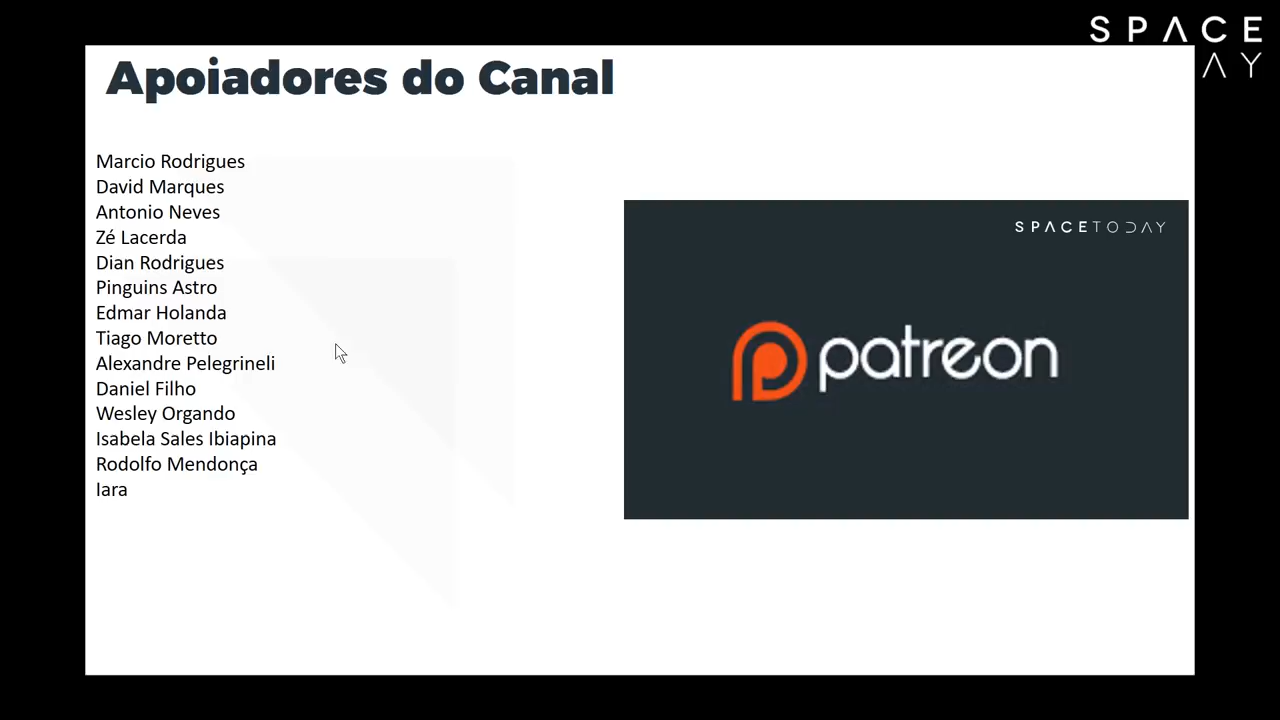 SPACE
AY
Apoiadores do Canal
Marcio Rodrigues
David Marques
Antonio Neves
Zé Lacerda
Dian Rodrigues
Pinguins Astro
Edmar Holanda
Tiago Moretto
Alexandre Pelegrineli
Daniel Filho
Wesley Orgando
Isabela Sales Ibiapina
Rodolfo Mendonça
Iara
SPACETODAY
patreon